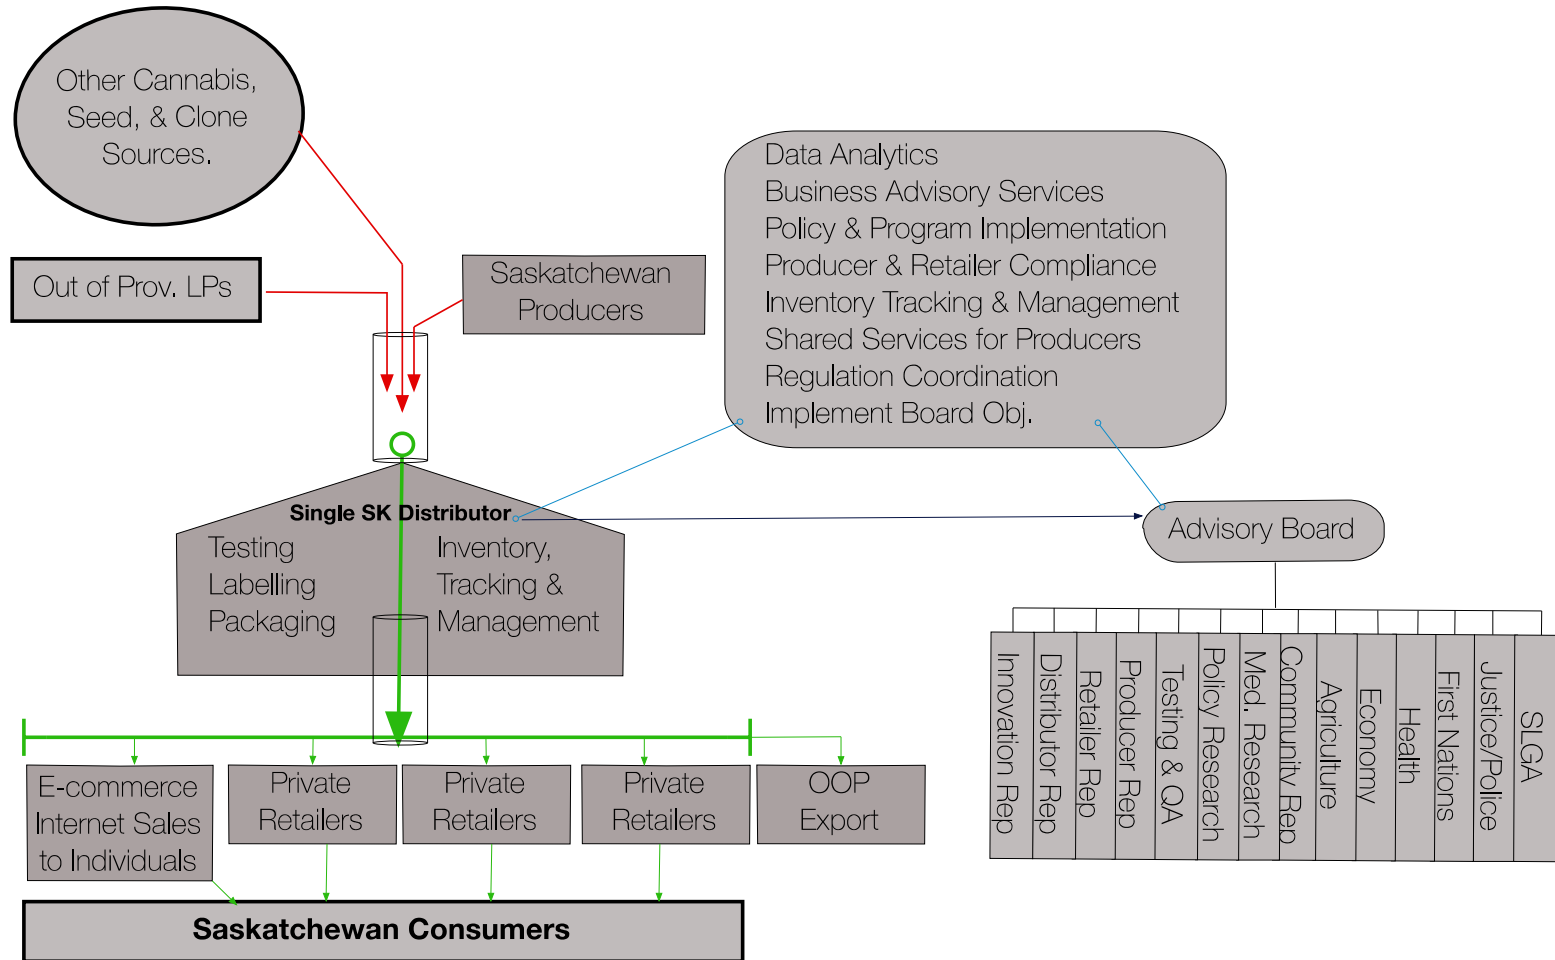 Other Cannabis,
Seed, & Clone
Sources.
Out of Prov. LPs
Saskatchewan
Producers
Data Analytics
Business Advisory Services
Policy & Program Implementation
Producer & Retailer Compliance
Inventory Tracking & Management
Shared Services for Producers
Regulation Coordination
Implement Board Obj.
Single SK Distributor
Testing
Labelling
Packaging
Inventory,
Tracking &
Management
Advisory Board
Innovation Rep
Distributor Rep
Retailer Rep
Producer Rep
Testing & QA
Policy Research
Med. Research
Community Rep
Agriculture
Economy
Health
First Nations
Justice/Police
SLGA
E-commerce
Internet Sales
to Individuals
Private
Retailers
Private
Retailers
Private
Retailers
OOP
Export
Saskatchewan Consumers